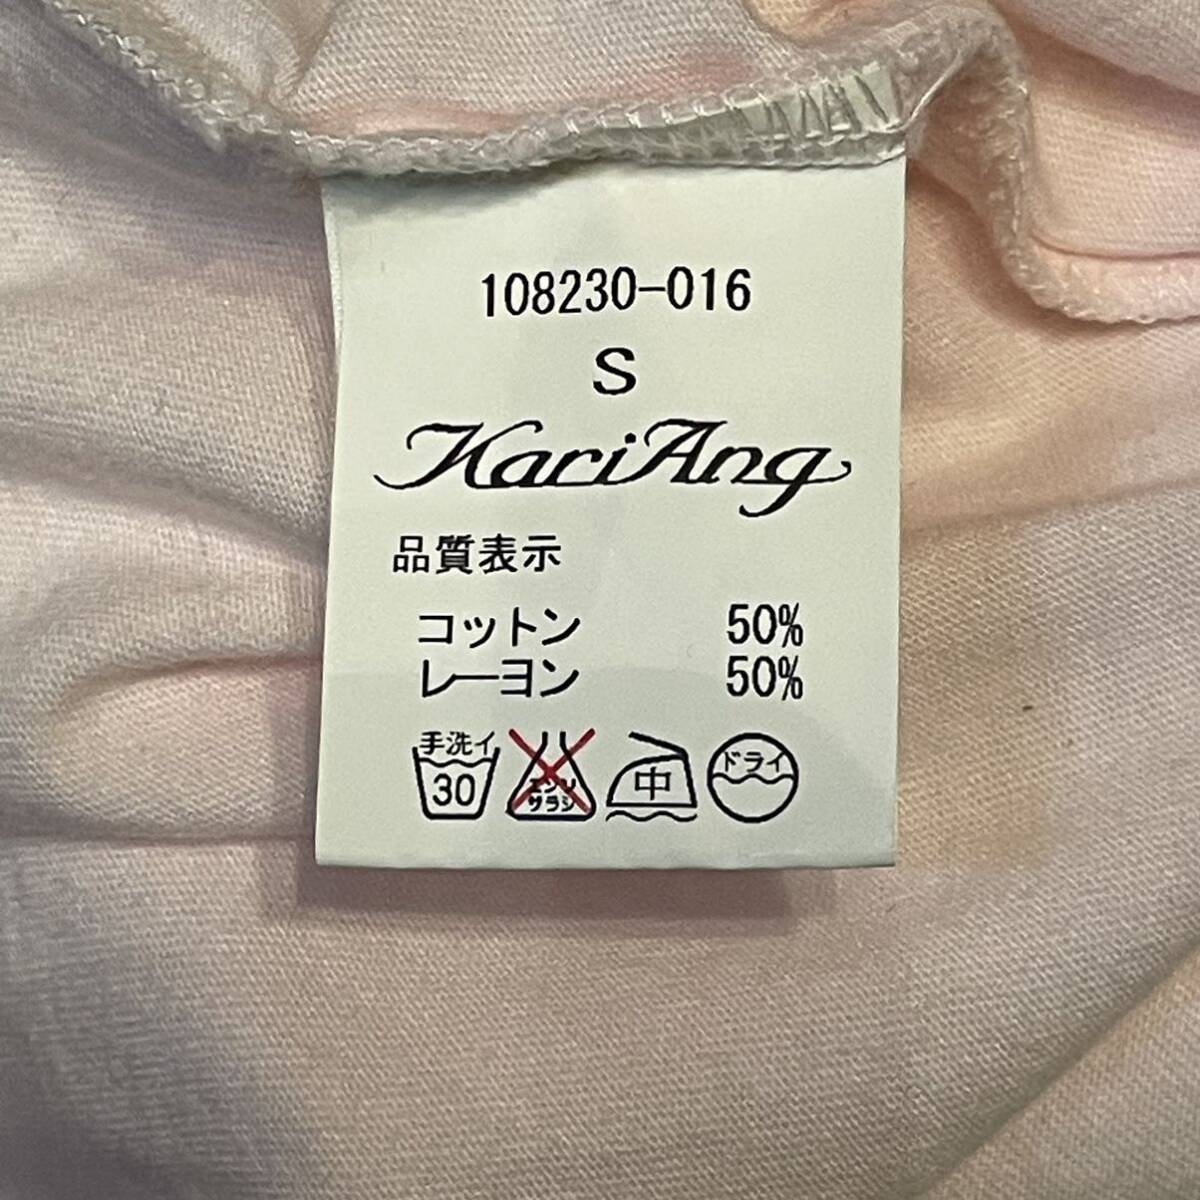 108230-016
S
KariAng
品質表示
コットン 50%
レーヨン 50%
手洗イ 30 エンソ サラシ 中 ドライ